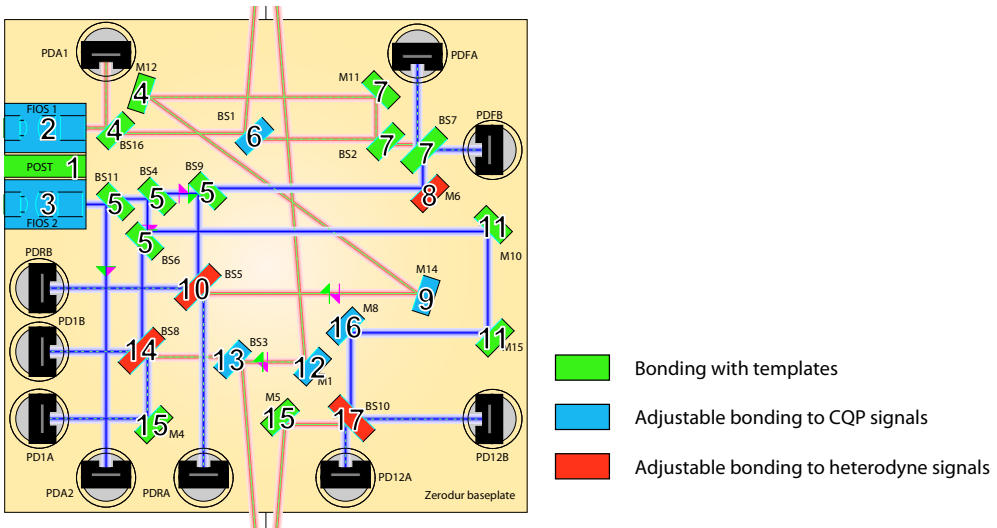 PDA1
M12
4
M11
7
PDFA
FIOS 1
2
4
BS16
BS1
6
BS2
7
BS7
7
PDFB
POST 1
BS11
BS4
BS9
5
5
5
8
M6
3
FIOS 2
5
BS6
11
M10
PDRB
BS5
10
M14
9
PD1B
BS8
14
BS3
13
M8
16
12
M1
11
M15
PD1A
15
M4
M5
15
BS10
17
PD12B
PDA2
PDRA
PD12A
Zerodur baseplate
Bonding with templates
Adjustable bonding to CQP signals
Adjustable bonding to heterodyne signals